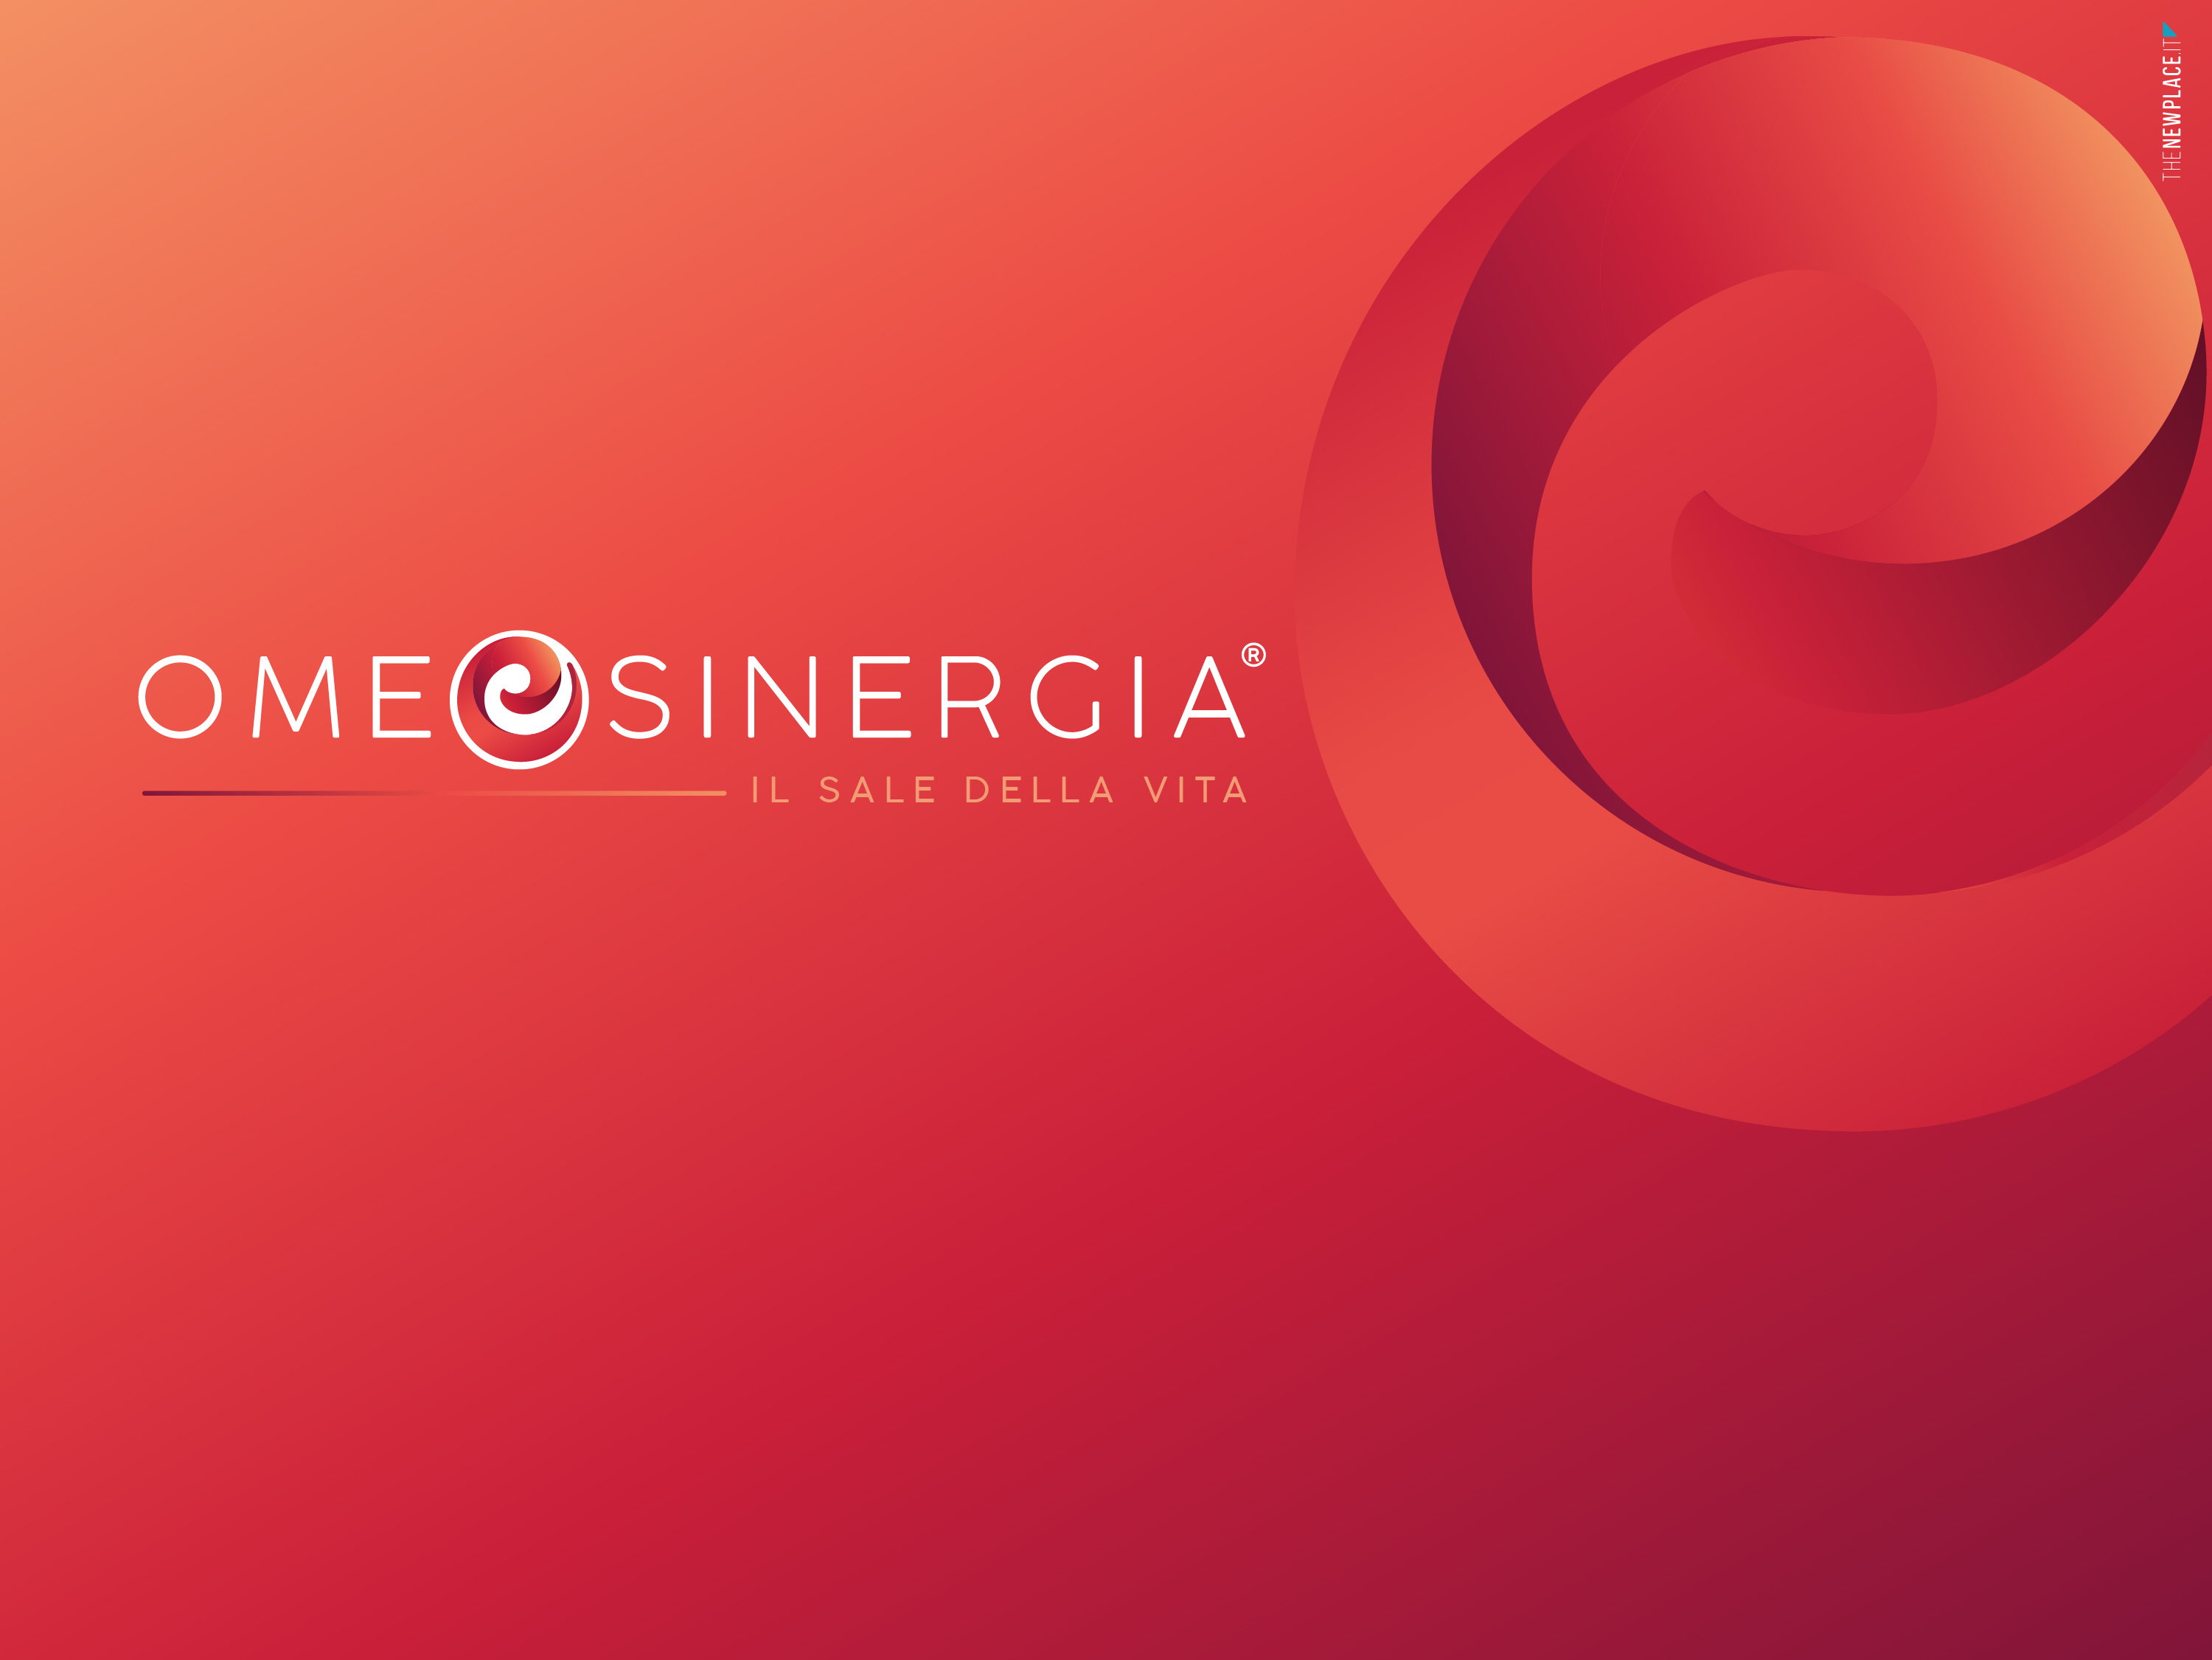 OMEOSINERGIA®
IL SALE DELLA VITA
THENEWPLACE.IT